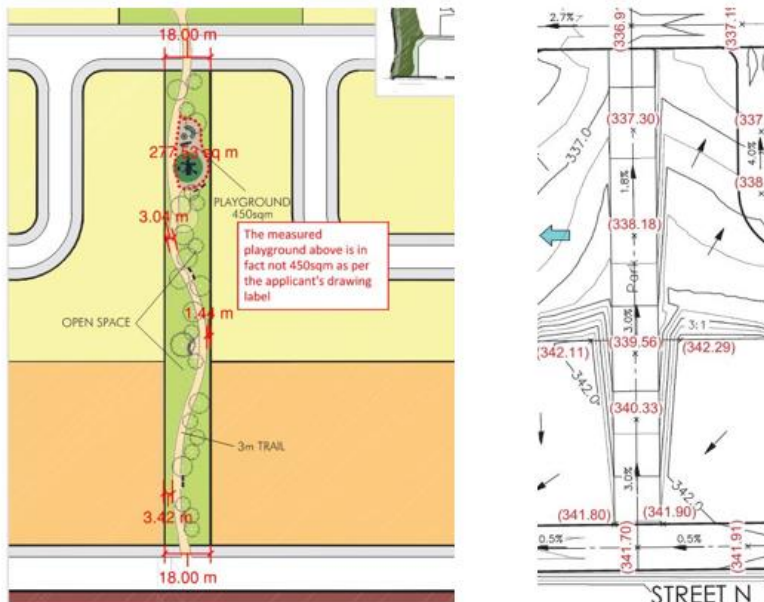 18.00 m
277.53 sq m
PLAYGROUND
450sqm
3.04 m
The measured
playground above is in
fact not 450sqm as per
the applicant's drawing
label
1.44 m
OPEN SPACE
3m TRAIL
3.42 m
18.00 m
2.7%
(336.9
(337.1
(337.30)
(337
337.0
1.8%
4.0%
(338
(338.18)
Park
3.0%
3:1
(342.11)
(339.56)
(342.29)
342.0
(340.33)
342.0
3.0%
(341.80)
(341.90)
0.5%
(341.70)
0.5%
(341.91)
STREET N